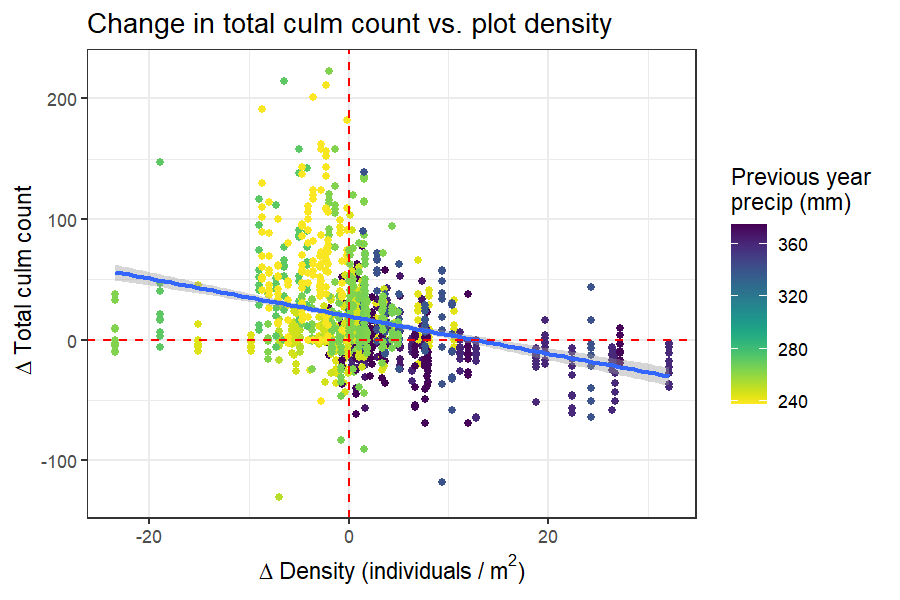 Change in total culm count vs. plot density
Δ Total culm count
200
100
0
-100
-20
0
20
Δ Density (individuals / m²)
Previous year
precip (mm)
360
320
280
240